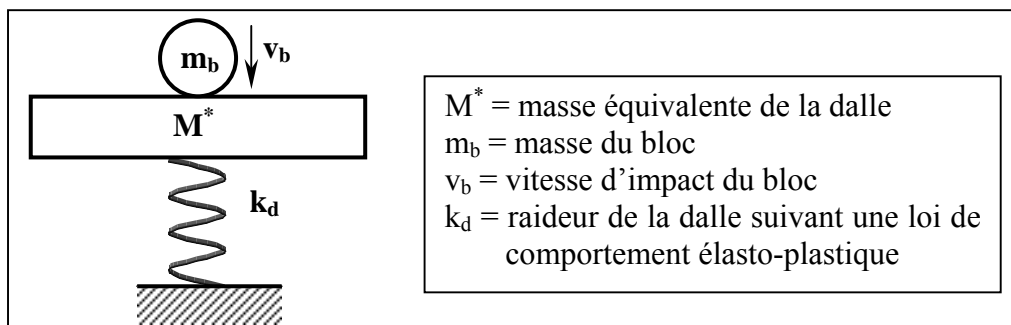 m_b
v_b
M*
k_d
M* = masse équivalente de la dalle
m_b = masse du bloc
v_b = vitesse d'impact du bloc
k_d = raideur de la dalle suivant une loi de
comportement élasto-plastique